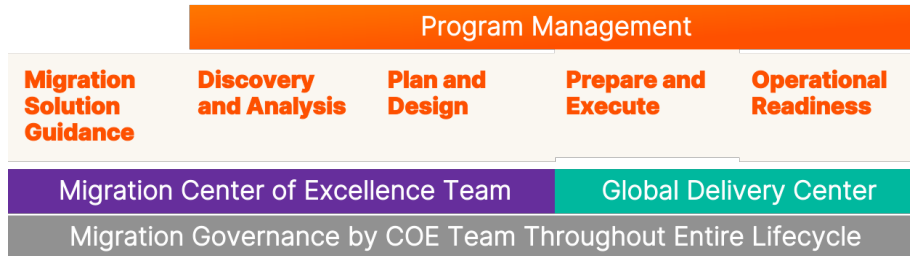 Program Management
Migration
Solution
Guidance
Discovery
and Analysis
Plan and
Design
Prepare and
Execute
Operational
Readiness
Migration Center of Excellence Team
Global Delivery Center
Migration Governance by COE Team Throughout Entire Lifecycle